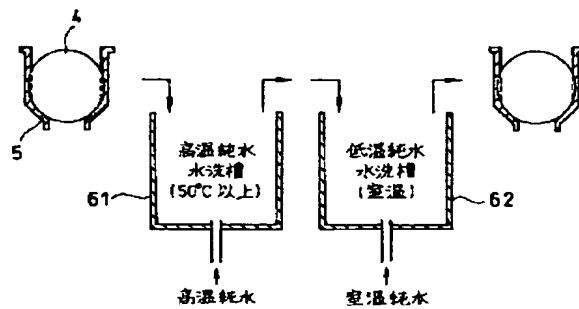 4
5
高温純水
水洗槽
(50℃以上)
61
低温純水
水洗槽
(室温)
62
高温純水
室温純水